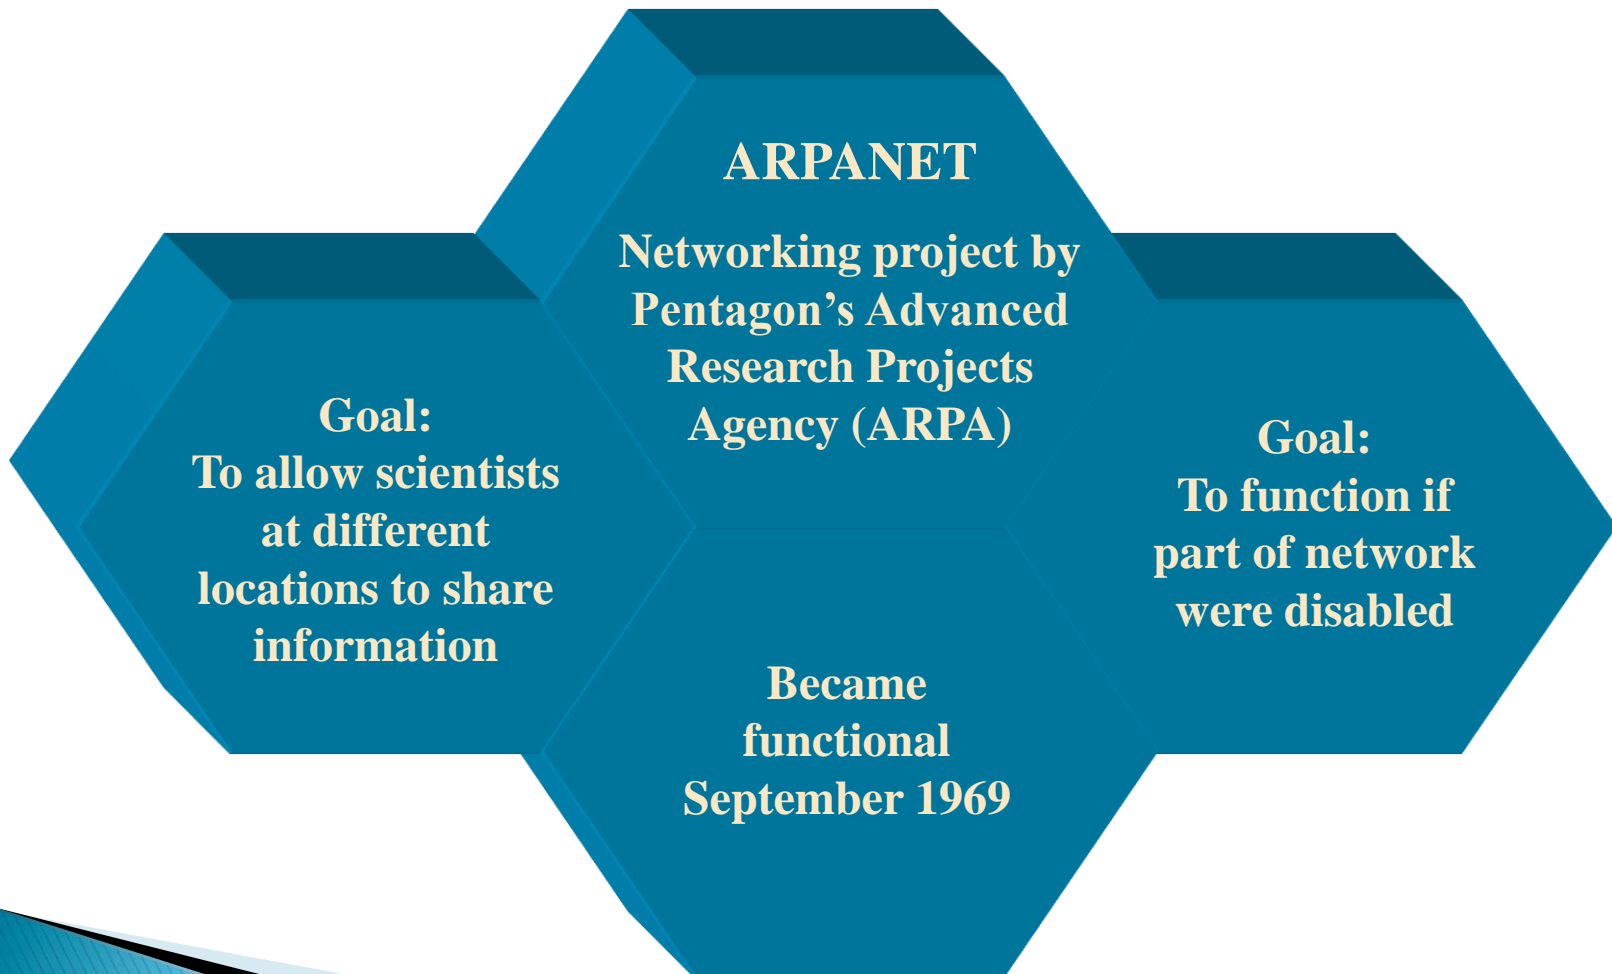 ARPANET
Networking project by
Pentagon’s Advanced
Research Projects
Agency (ARPA)
Goal:
To allow scientists
at different
locations to share
information
Goal:
To function if
part of network
were disabled
Became
functional
September 1969